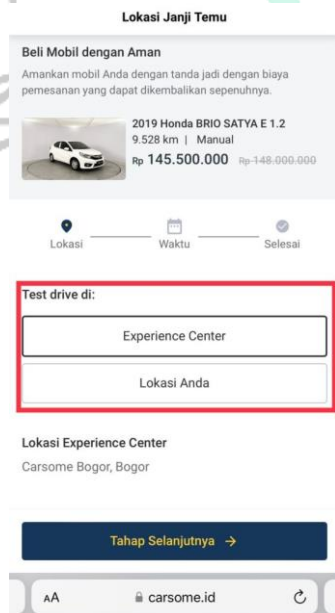 Lokasi Janji Temu
Beli Mobil dengan Aman
Amankan mobil Anda dengan tanda jadi dengan biaya
pemesanan yang dapat dikembalikan sepenuhnya.
2019 Honda BRIO SATYA E 1.2
9.528 km | Manual
Rp 145.500.000 Rp 148.000.000
Lokasi Waktu Selesai
Test drive di:
Experience Center
Lokasi Anda
Lokasi Experience Center
Carsome Bogor, Bogor
Tahap Selanjutnya →
AA carsome.id